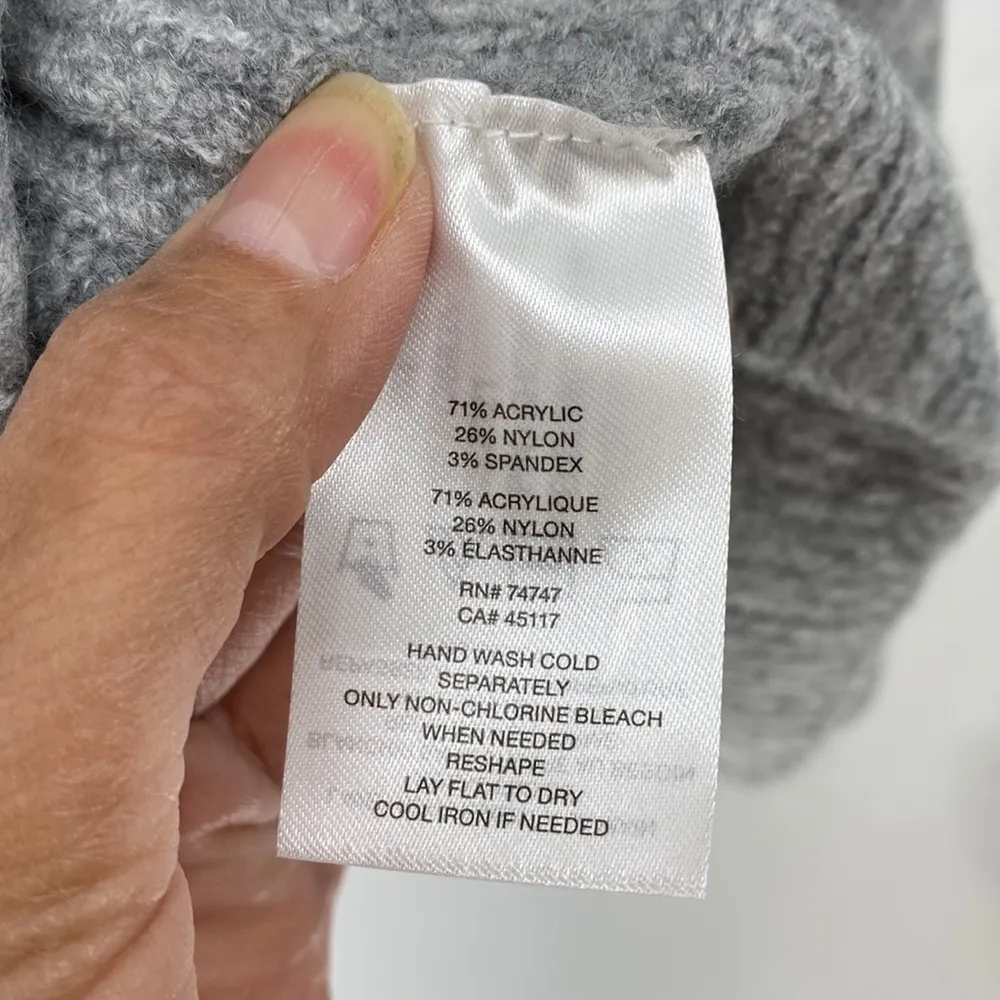 71% ACRYLIC
26% NYLON
3% SPANDEX
71% ACRYLIQUE
26% NYLON
3% ÉLASTHANNE
RN# 74747
CA# 45117
HAND WASH COLD
SEPARATELY
ONLY NON-CHLORINE BLEACH
WHEN NEEDED
RESHAPE
LAY FLAT TO DRY
COOL IRON IF NEEDED